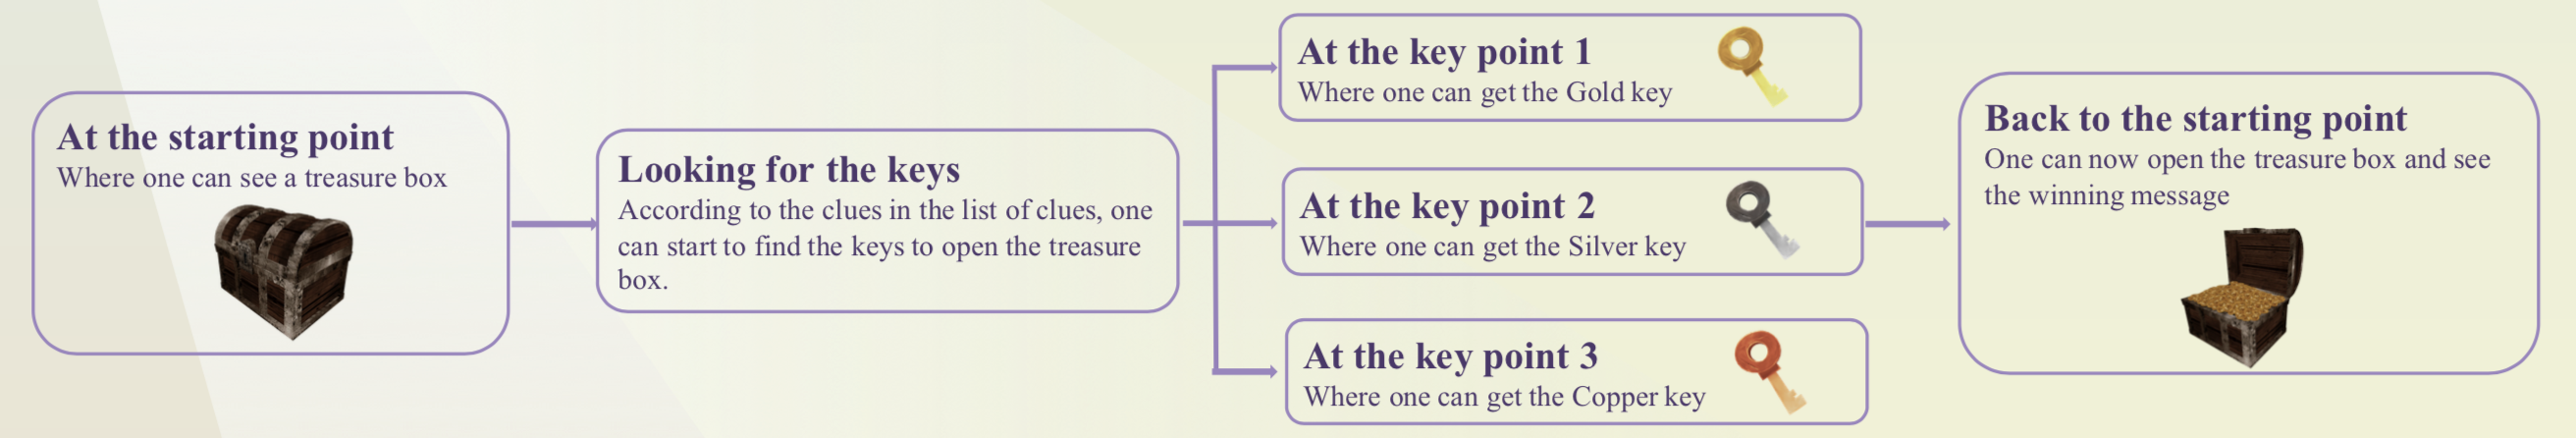 At the starting point
Where one can see a treasure box
Looking for the keys
According to the clues in the list of clues, one
can start to find the keys to open the treasure
box.
At the key point 1
Where one can get the Gold key
At the key point 2
Where one can get the Silver key
At the key point 3
Where one can get the Copper key
Back to the starting point
One can now open the treasure box and see
the winning message